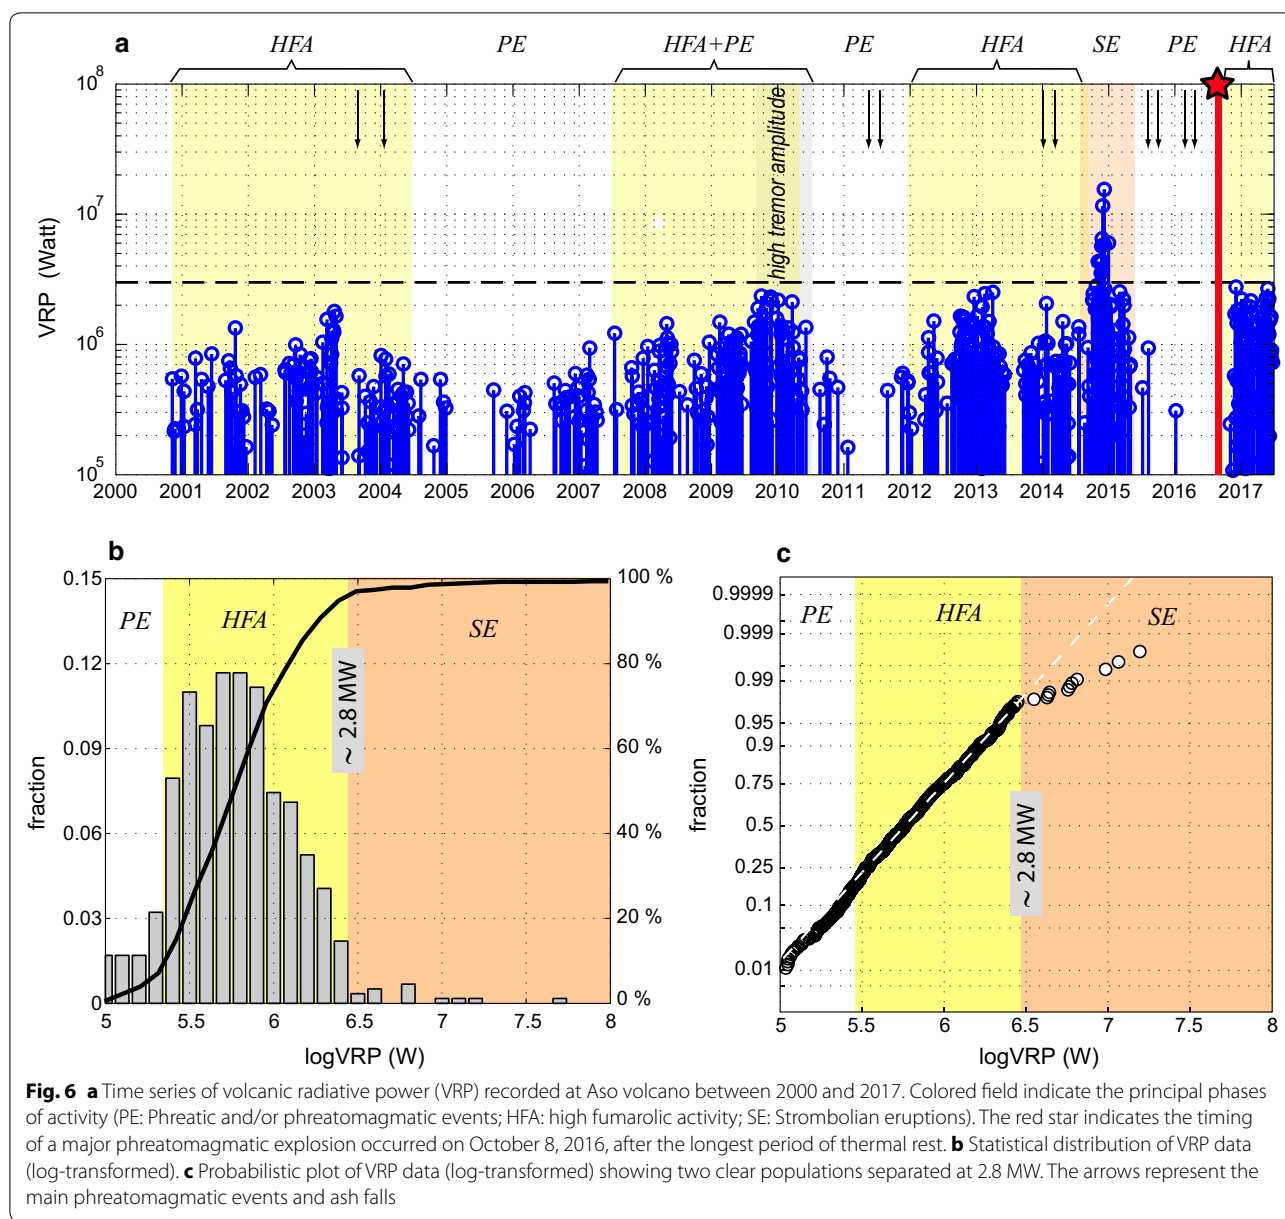 a
HFA PE HFA+PE PE HFA SE PE HFA
10^8
10^7
10^6
10^5
VRP (Watt)
high tremor amplitude
2000 2001 2002 2003 2004 2005 2006 2007 2008 2009 2010 2011 2012 2013 2014 2015 2016 2017
b
0.15
0.12
0.09
0.06
0.03
0
fraction
PE HFA SE
~ 2.8 MW
100 %
80 %
60 %
40 %
20 %
0 %
5 5.5 6 6.5 7 7.5 8
logVRP (W)
c
0.9999
0.999
0.99
0.95
0.9
0.75
0.5
0.25
0.1
0.01
fraction
PE HFA SE
~ 2.8 MW
5 5.5 6 6.5 7 7.5 8
logVRP (W)
Fig. 6 a Time series of volcanic radiative power (VRP) recorded at Aso volcano between 2000 and 2017. Colored field indicate the principal phases
of activity (PE: Phreatic and/or phreatomagmatic events; HFA: high fumarolic activity; SE: Strombolian eruptions). The red star indicates the timing
of a major phreatomagmatic explosion occurred on October 8, 2016, after the longest period of thermal rest. b Statistical distribution of VRP data
(log-transformed). c Probabilistic plot of VRP data (log-transformed) showing two clear populations separated at 2.8 MW. The arrows represent the
main phreatomagmatic events and ash falls